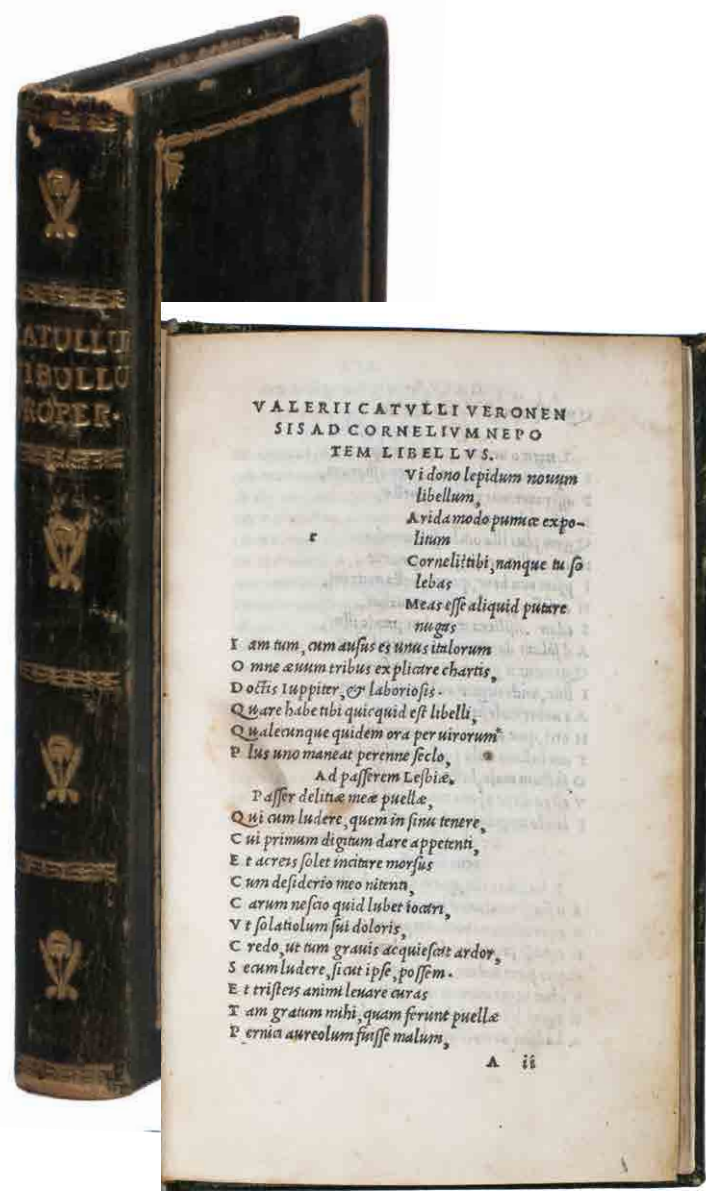 ATULLU
IBOLLU
ROPER·
VALERII CATVLLI VERONEN
SIS AD CORNELIVM NEPO
TEM LIBELLVS.
Vi dono lepidum nouum
libellum,
Arida modo pumice expo-
litum
c
Corneli: tibi, nanque tu so
lebas
Meas esse aliquid putare
nugas
I am tum, cum ausus es unus italorum
O mne æuum tribus explicare chartis,
D octis Iuppiter, & laboriosis.
Q uare habe tibi quicquid est libelli,
Q ualecunque quidem ora per uirorum
P lus uno maneat perenne seclo,
Ad passerem Lesbiæ.
Passer delitiæ meæ puellæ,
Q ui cum ludere, quem in sinu tenere,
C ui primum digitum dare appetenti,
E t acreis solet incitare morsus
C um desiderio meo nitenti,
C arum nescio quid lubet iocari,
V t solatiolum sui doloris,
C redo, ut tum grauis acquiescat ardor,
S ecum ludere, sicut ipse, possem.
E t tristeis animi leuare curas
T am gratum mihi, quam ferunt puellæ
P ernici aureolum fuisse malum,
A ii